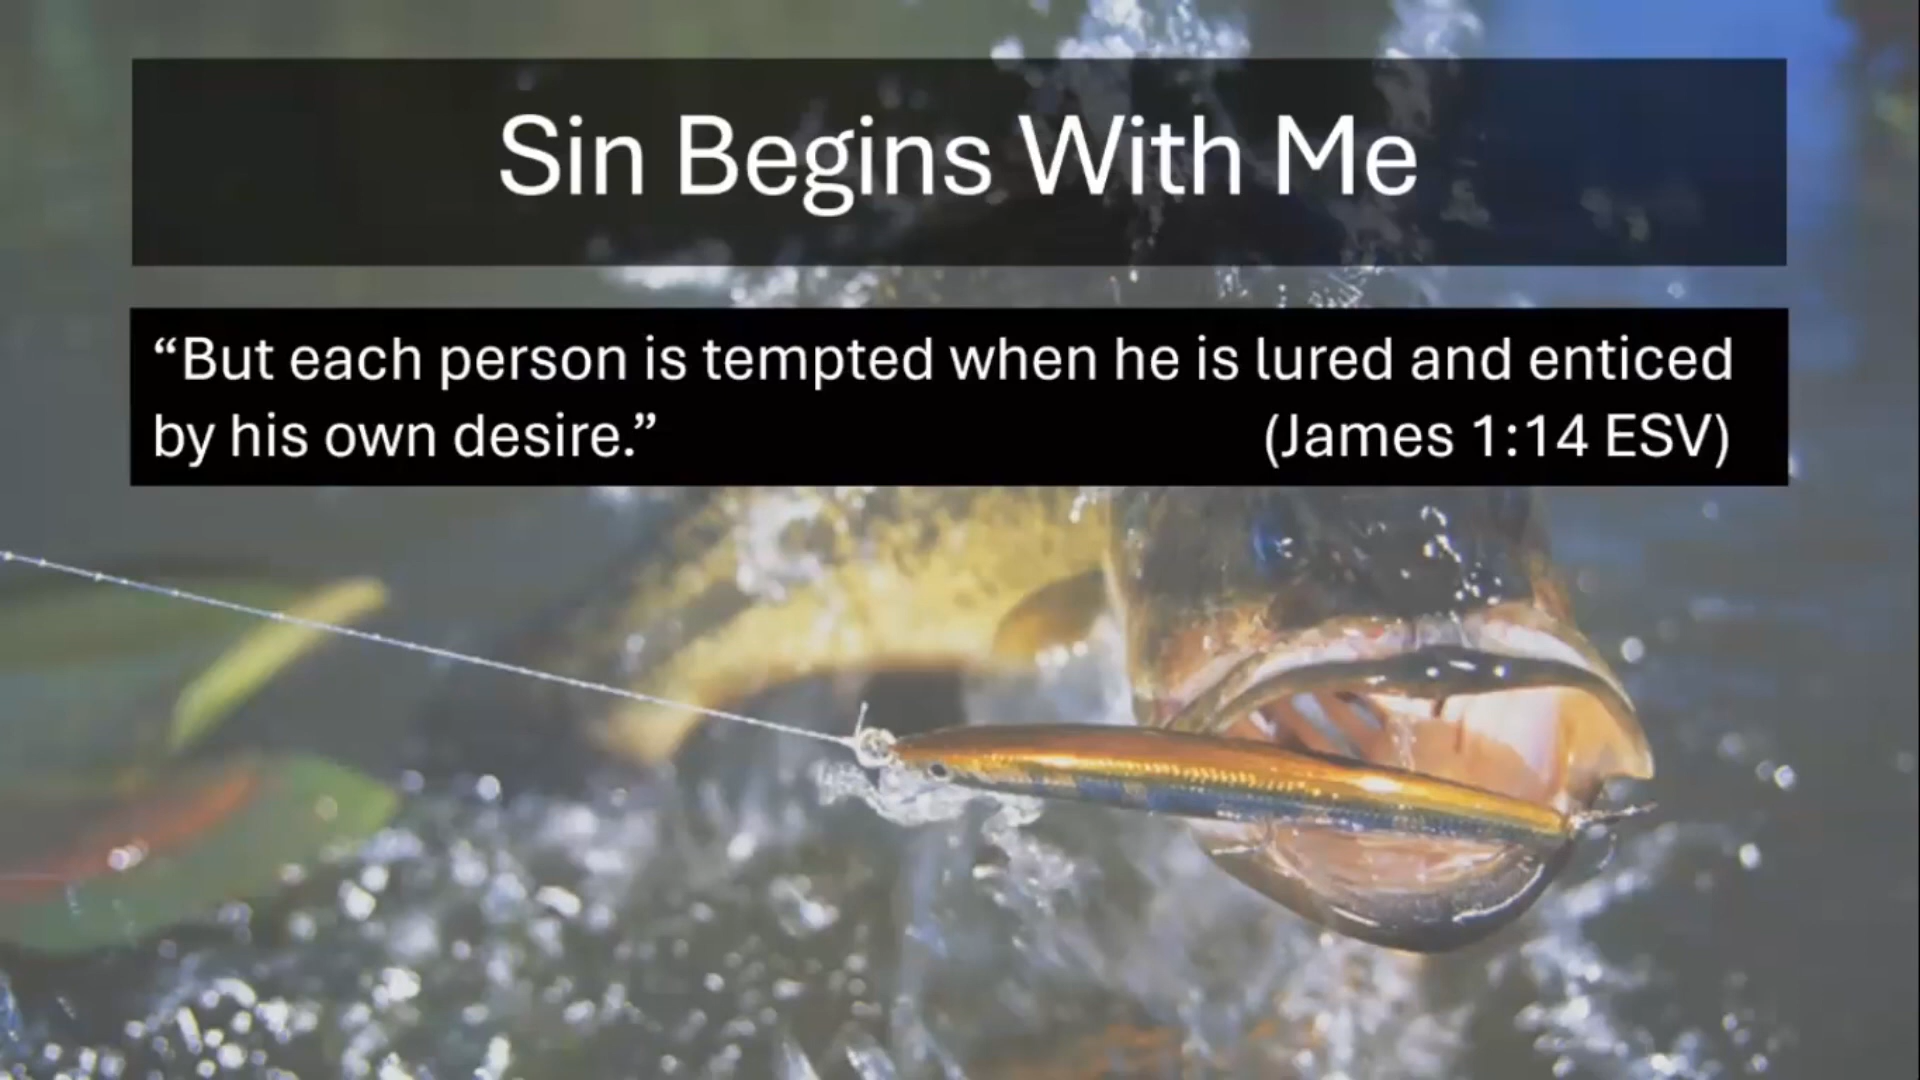 Sin Begins With Me
“But each person is tempted when he is lured and enticed
by his own desire.” (James 1:14 ESV)